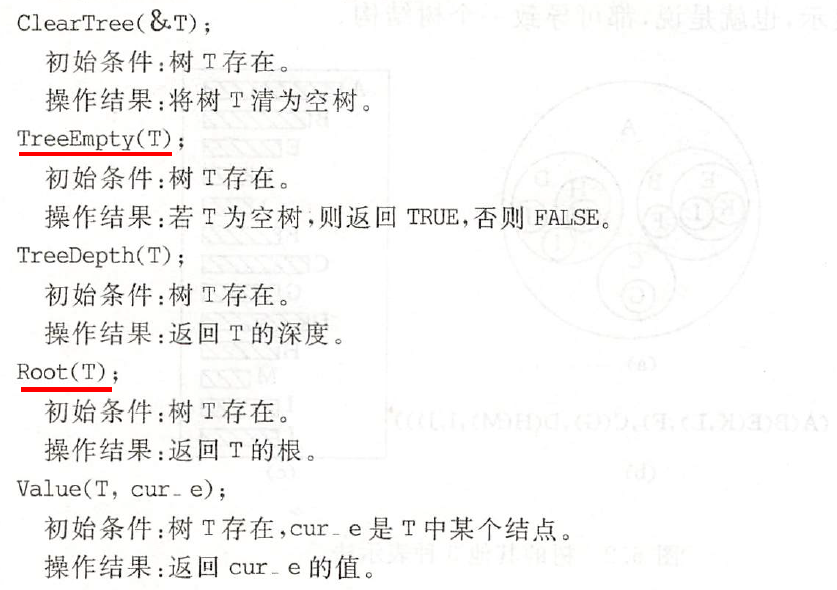 ClearTree(&T);
初始条件:树 T 存在。
操作结果:将树 T 清为空树。
TreeEmpty(T);
初始条件:树 T 存在。
操作结果:若 T 为空树,则返回 TRUE,否则 FALSE。
TreeDepth(T);
初始条件:树 T 存在。
操作结果:返回 T 的深度。
Root(T);
初始条件:树 T 存在。
操作结果:返回 T 的根。
Value(T, cur_e);
初始条件:树 T 存在,cur_e 是 T 中某个结点。
操作结果:返回 cur_e 的值。